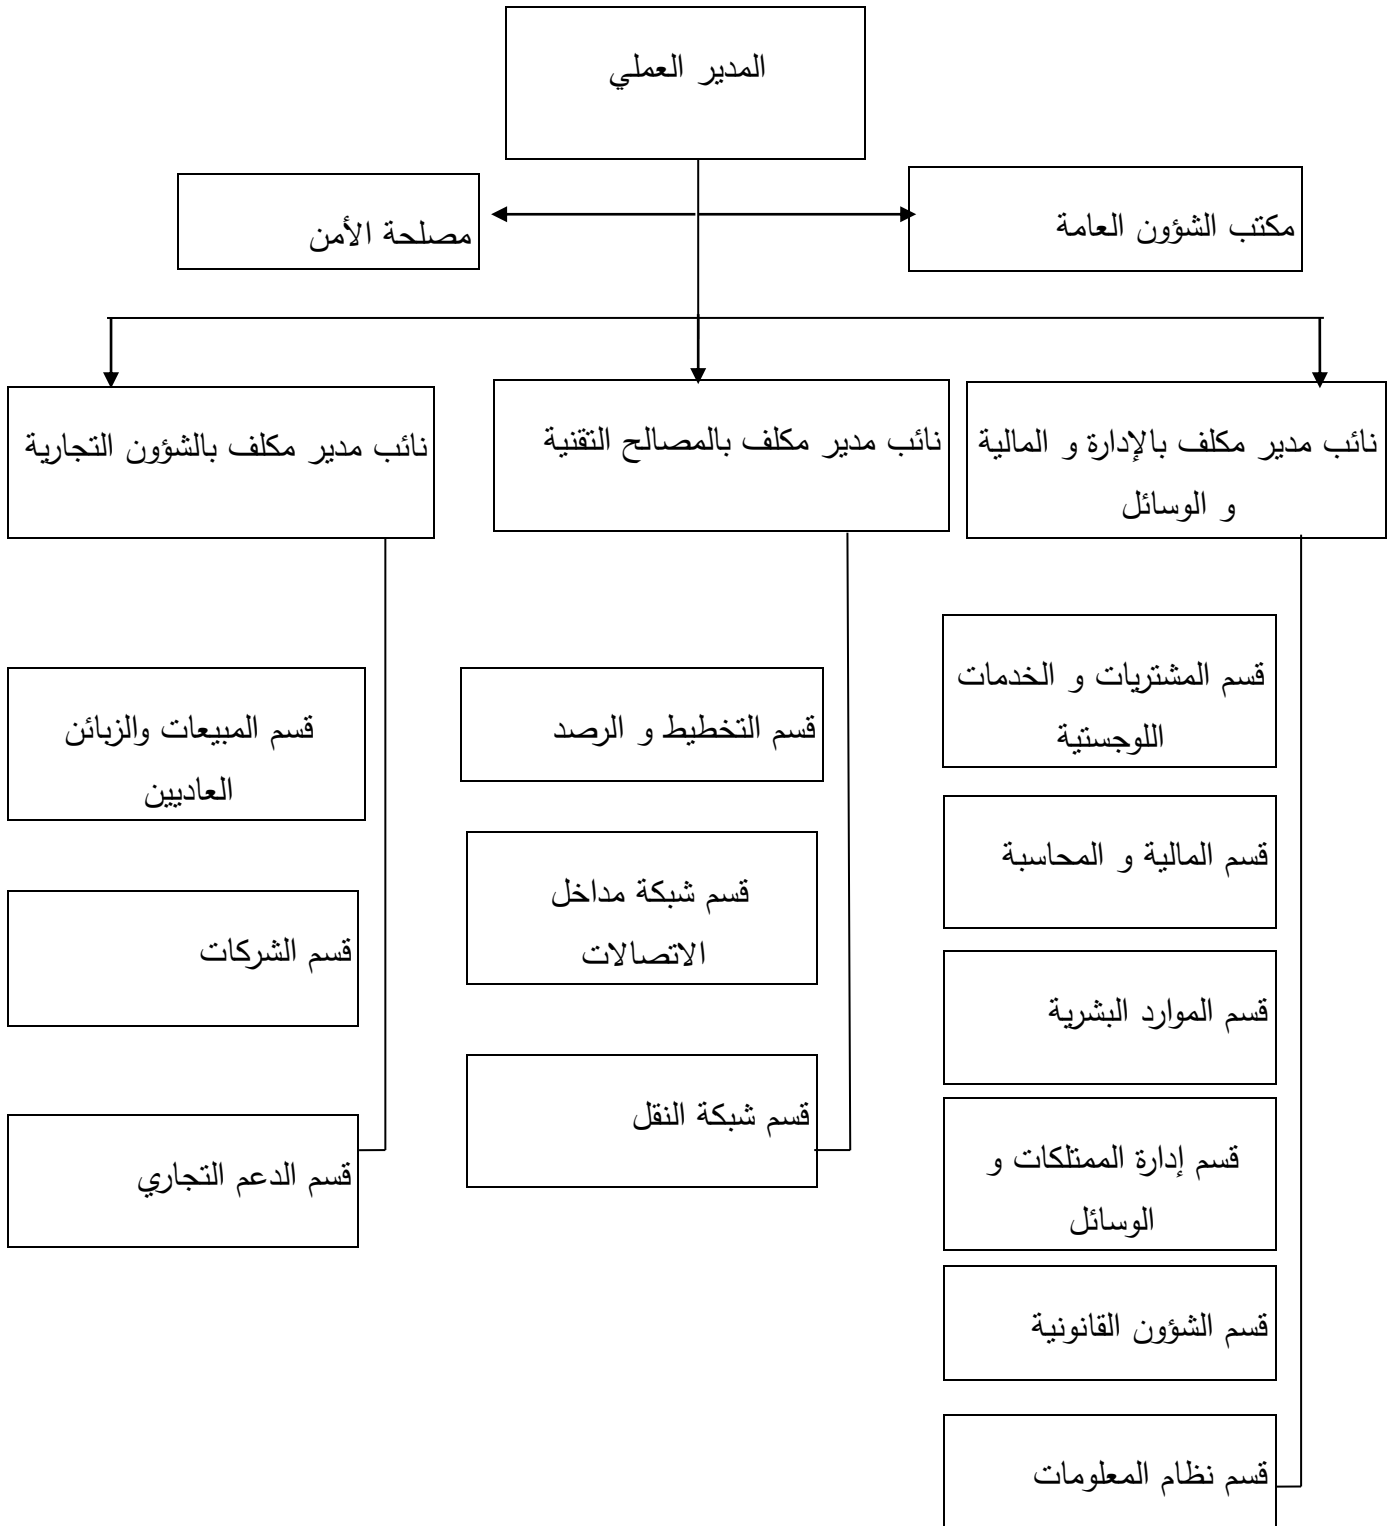 المدير العملي
مكتب الشؤون العامة
مصلحة الأمن
نائب مدير مكلف بالإدارة و المالية
و الوسائل
نائب مدير مكلف بالمصالح التقنية
نائب مدير مكلف بالشؤون التجارية
قسم المشتريات و الخدمات
اللوجستية
قسم المالية و المحاسبة
قسم الموارد البشرية
قسم إدارة الممتلكات و
الوسائل
قسم الشؤون القانونية
قسم نظام المعلومات
قسم التخطيط و الرصد
قسم شبكة مداخل
الاتصالات
قسم شبكة النقل
قسم المبيعات والزبائن
العاديين
قسم الشركات
قسم الدعم التجاري